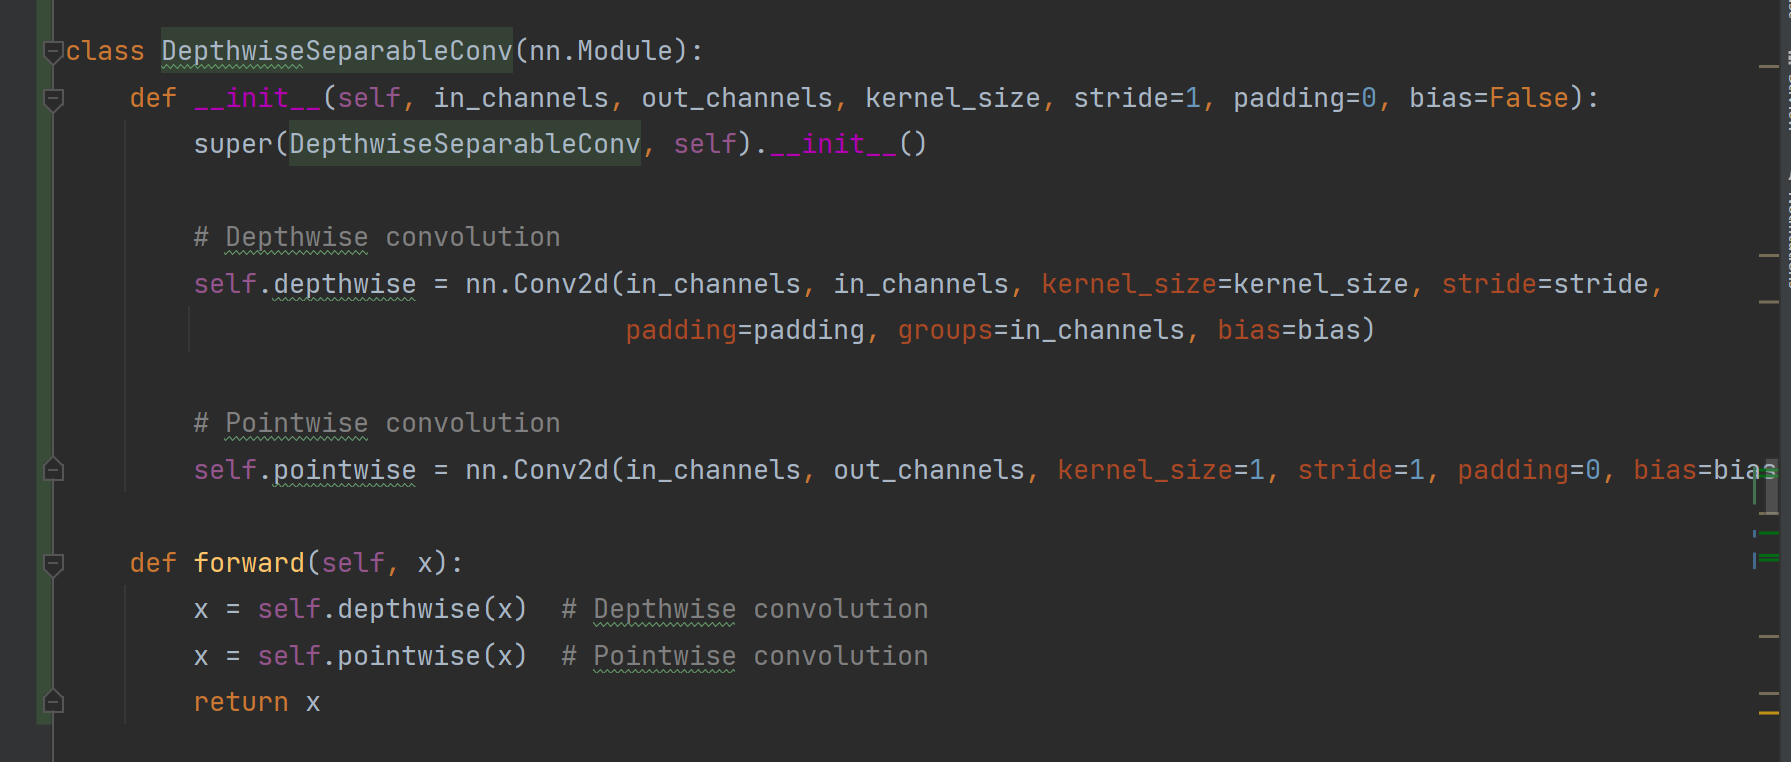 class DepthwiseSeparableConv(nn.Module):
def __init__(self, in_channels, out_channels, kernel_size, stride=1, padding=0, bias=False):
super(DepthwiseSeparableConv, self).__init__()
# Depthwise convolution
self.depthwise = nn.Conv2d(in_channels, in_channels, kernel_size=kernel_size, stride=stride,
padding=padding, groups=in_channels, bias=bias)
# Pointwise convolution
self.pointwise = nn.Conv2d(in_channels, out_channels, kernel_size=1, stride=1, padding=0, bias=bias
def forward(self, x):
x = self.depthwise(x)  # Depthwise convolution
x = self.pointwise(x)  # Pointwise convolution
return x